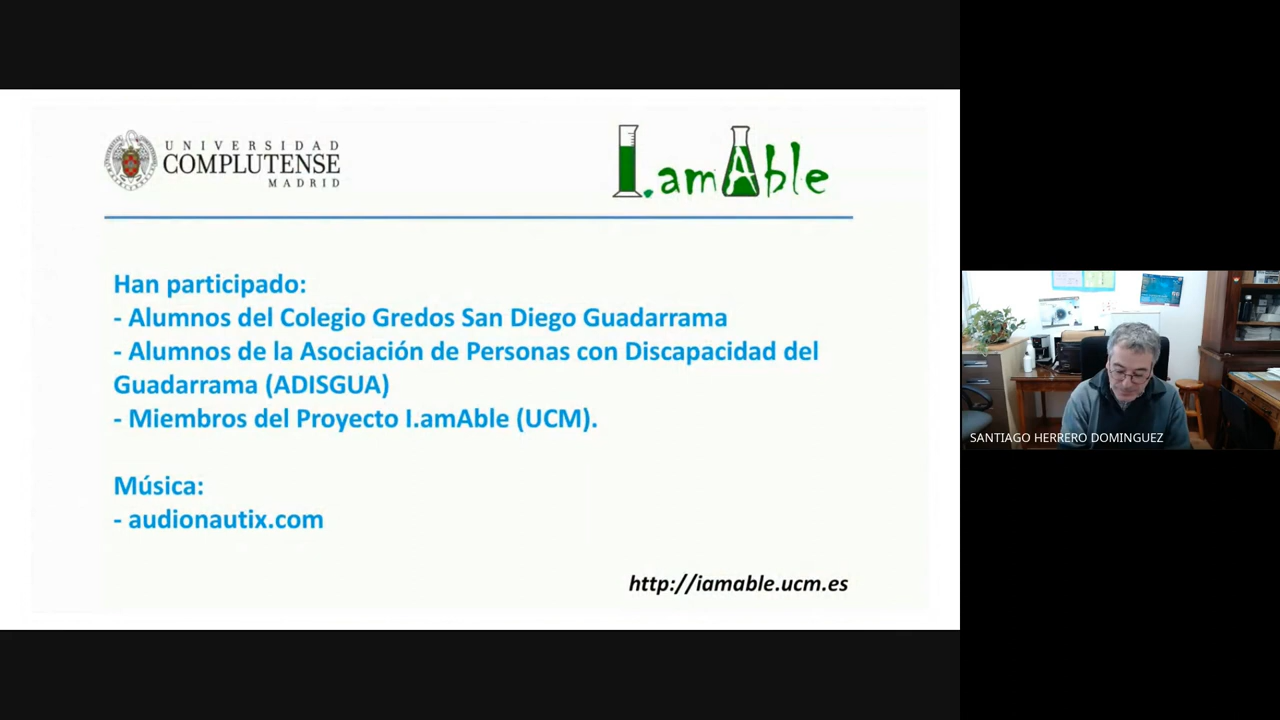 UNIVERSIDAD
COMPLUTENSE
MADRID
I.amAble
Han participado:
- Alumnos del Colegio Gredos San Diego Guadarrama
- Alumnos de la Asociación de Personas con Discapacidad del
Guadarrama (ADISGUA)
- Miembros del Proyecto I.amAble (UCM).
Música:
- audionautix.com
http://iamable.ucm.es
SANTIAGO HERRERO DOMINGUEZ